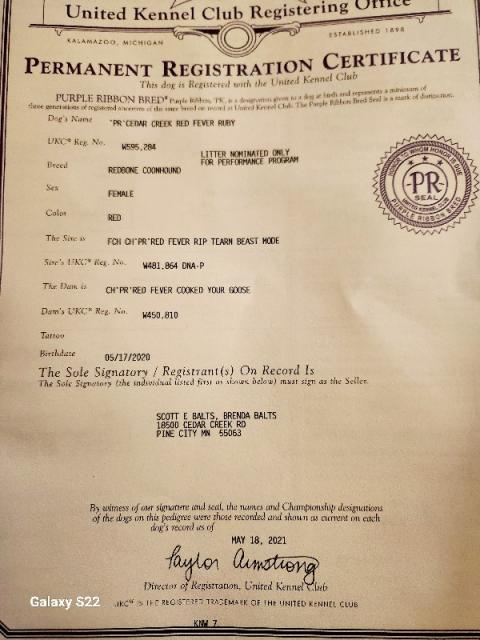 United Kennel Club Registering Office
KALAMAZOO, MICHIGAN
ESTABLISHED 1898
PERMANENT REGISTRATION CERTIFICATE
This dog is Registered with the United Kennel Club
PURPLE RIBBON BRED® Purple Ribbon, 'PR,' is a designation given to a dog at birth and represents a minimum of
three generations of registered ancestors of the same breed on record at United Kennel Club. The Purple Ribbon Bred Seal is a mark of distinction.
Dog's Name 'PR'CEDAR CREEK RED FEVER RUBY
UKC® Reg. No. W595,284
LITTER NOMINATED ONLY
FOR PERFORMANCE PROGRAM
Breed REDBONE COONHOUND
Sex FEMALE
Color RED
-PR-
SEAL
UNITED KENNEL CLUB
PURPLE RIBBON BRED
The Sire is FCH CH'PR'RED FEVER RIP TEARN BEAST MODE
Sire's UKC® Reg. No. W481,864 DNA-P
The Dam is CH'PR'RED FEVER COOKED YOUR GOOSE
Dam's UKC® Reg. No. W450,810
Tattoo
Birthdate 05/17/2020
The Sole Signatory / Registrant(s) On Record Is
The Sole Signatory (the individual listed first as shown below) must sign as the Seller.
SCOTT E BALTS, BRENDA BALTS
18500 CEDAR CREEK RD
PINE CITY MN 55063
By witness of our signature and seal, the names and Championship designations
of the dogs on this pedigree were those recorded and shown as current on each
dog's record as of
MAY 18, 2021
Taylor Armstrong
Director of Registration, United Kennel Club
UKC® IS THE REGISTERED TRADEMARK OF THE UNITED KENNEL CLUB
KNW 7
Galaxy S22